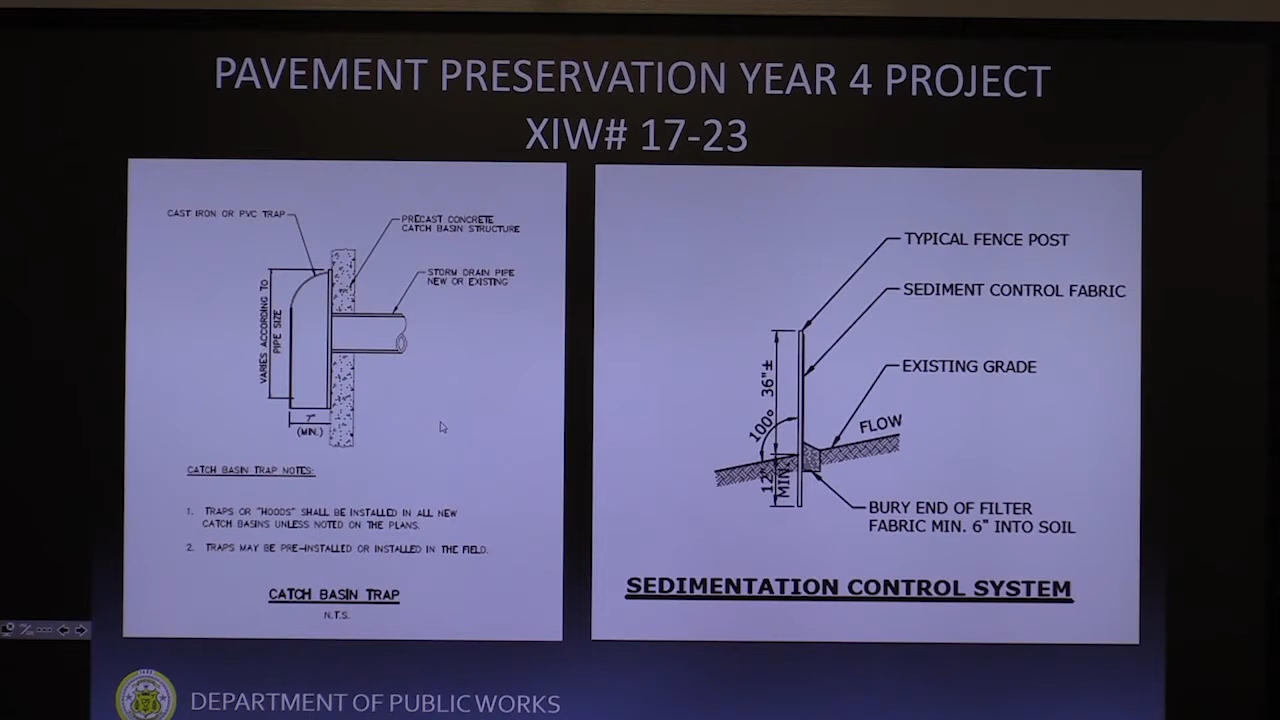 PAVEMENT PRESERVATION YEAR 4 PROJECT
XIW# 17-23
CAST IRON OR PVC TRAP
PRECAST CONCRETE
CATCH BASIN STRUCTURE
STORM DRAIN PIPE
NEW OR EXISTING
VARIES ACCORDING TO
PIPE SIZE
(MIN.)
CATCH BASIN TRAP NOTES:
1. TRAPS OR "HOODS" SHALL BE INSTALLED IN ALL NEW
CATCH BASINS UNLESS NOTED ON THE PLANS.
2. TRAPS MAY BE PRE-INSTALLED OR INSTALLED IN THE FIELD.
CATCH BASIN TRAP
N.T.S.
TYPICAL FENCE POST
SEDIMENT CONTROL FABRIC
EXISTING GRADE
36"±
100°
FLOW
12"
MIN.
BURY END OF FILTER
FABRIC MIN. 6" INTO SOIL
SEDIMENTATION CONTROL SYSTEM
DEPARTMENT OF PUBLIC WORKS